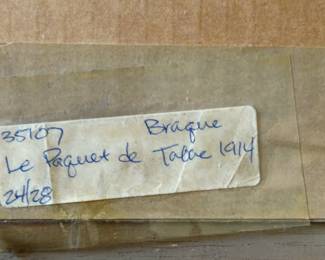 35107 Braque
Le Paquet de Tabac 1914
24/28